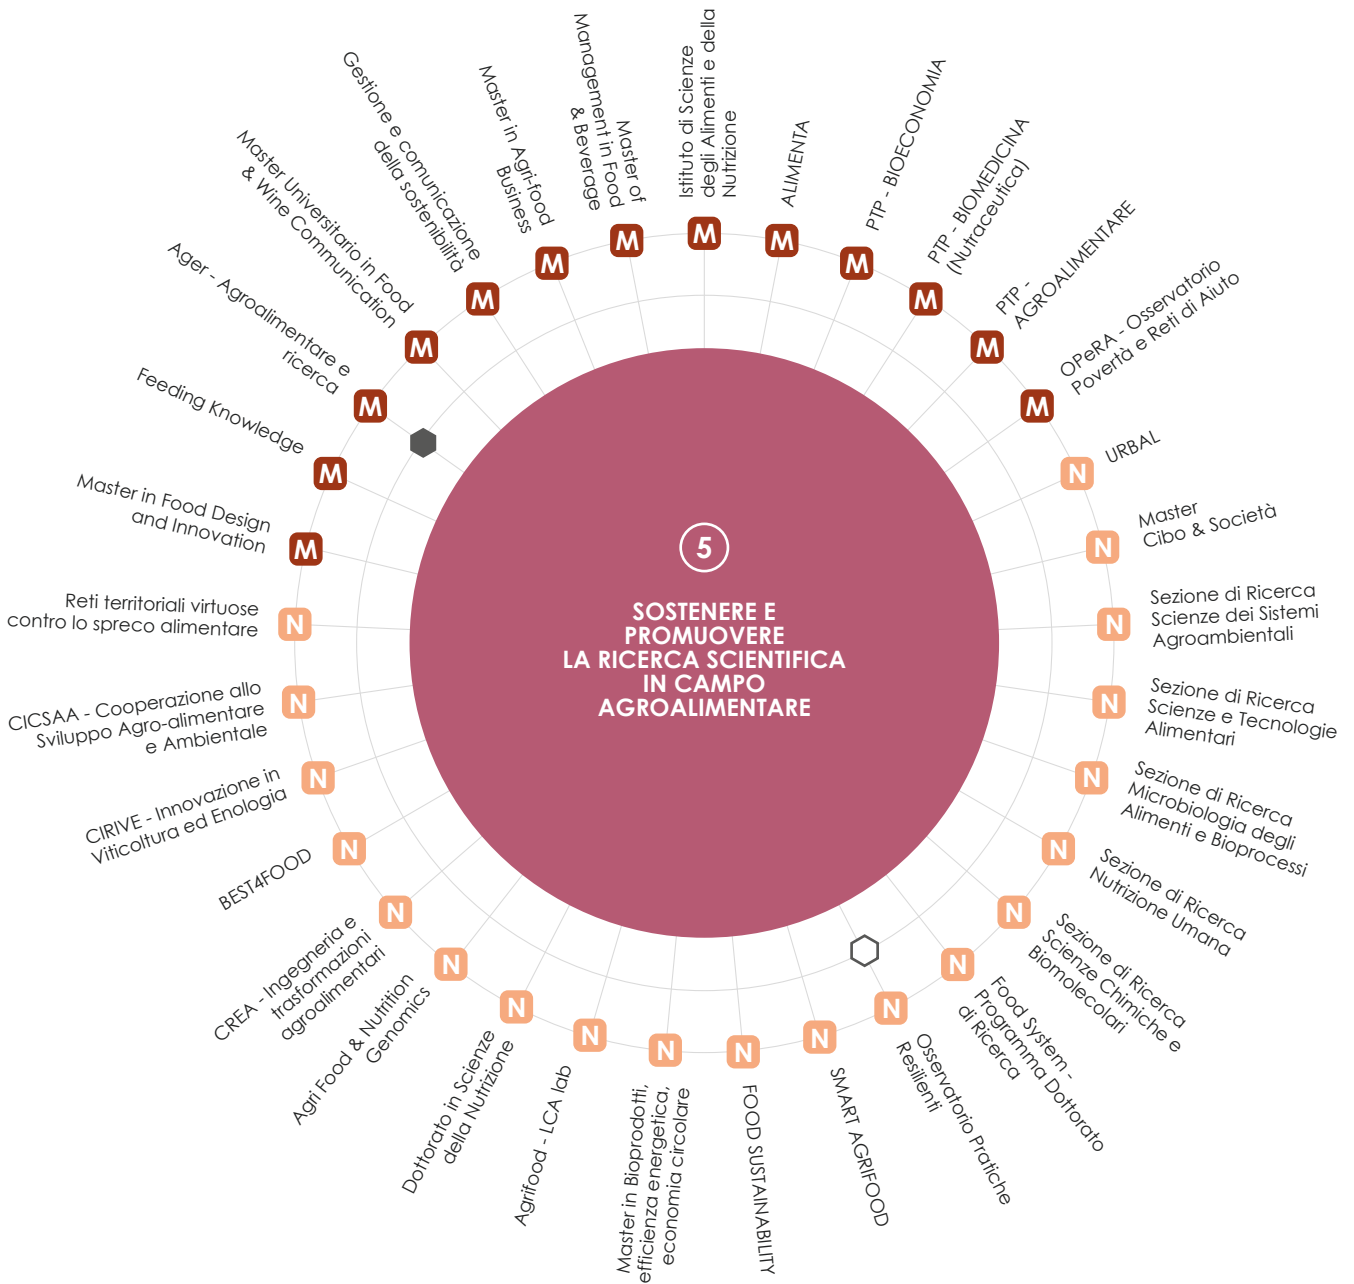 5
SOSTENERE E
PROMUOVERE
LA RICERCA SCIENTIFICA
IN CAMPO
AGROALIMENTARE
M
Istituto di Scienze
degli Alimenti e della
Nutrizione
M
ALIMENTA
M
PTP - BIOECONOMIA
M
PTP - BIOMEDICINA
(Nutraceutica)
M
PTP -
AGROALIMENTARE
M
OPeRA - Osservatorio
Povertà e Reti di Aiuto
N
URBAL
N
Master
Cibo & Società
N
Sezione di Ricerca
Scienze dei Sistemi
Agroambientali
N
Sezione di Ricerca
Scienze e Tecnologie
Alimentari
N
Sezione di Ricerca
Microbiologia degli
Alimenti e Bioprocessi
N
Sezione di Ricerca
Nutrizione Umana
N
Sezione di Ricerca
Scienze Chimiche e
Biomolecolari
N
Food System -
Programma Dottorato
di Ricerca
N
Osservatorio Pratiche
Resilienti
N
SMART AGRIFOOD
N
FOOD SUSTAINABILITY
N
Master in Bioprodotti,
efficienza energetica,
economia circolare
N
Agrifood - LCA lab
N
Dottorato in Scienze
della Nutrizione
N
Agri Food & Nutrition
Genomics
N
CREA - Ingegneria e
trasformazioni
agroalimentari
N
BEST4FOOD
N
CIRIVE - Innovazione in
Viticoltura ed Enologia
N
CICSAA - Cooperazione allo
Sviluppo Agro-alimentare
e Ambientale
N
Reti territoriali virtuose
contro lo spreco alimentare
M
Master in Food Design
and Innovation
M
Feeding Knowledge
M
Ager - Agroalimentare e
ricerca
M
Master Universitario in Food
& Wine Communication
M
Gestione e comunicazione
della sostenibilità
M
Master in Agri-food
Business
M
Master of
Management in Food
& Beverage